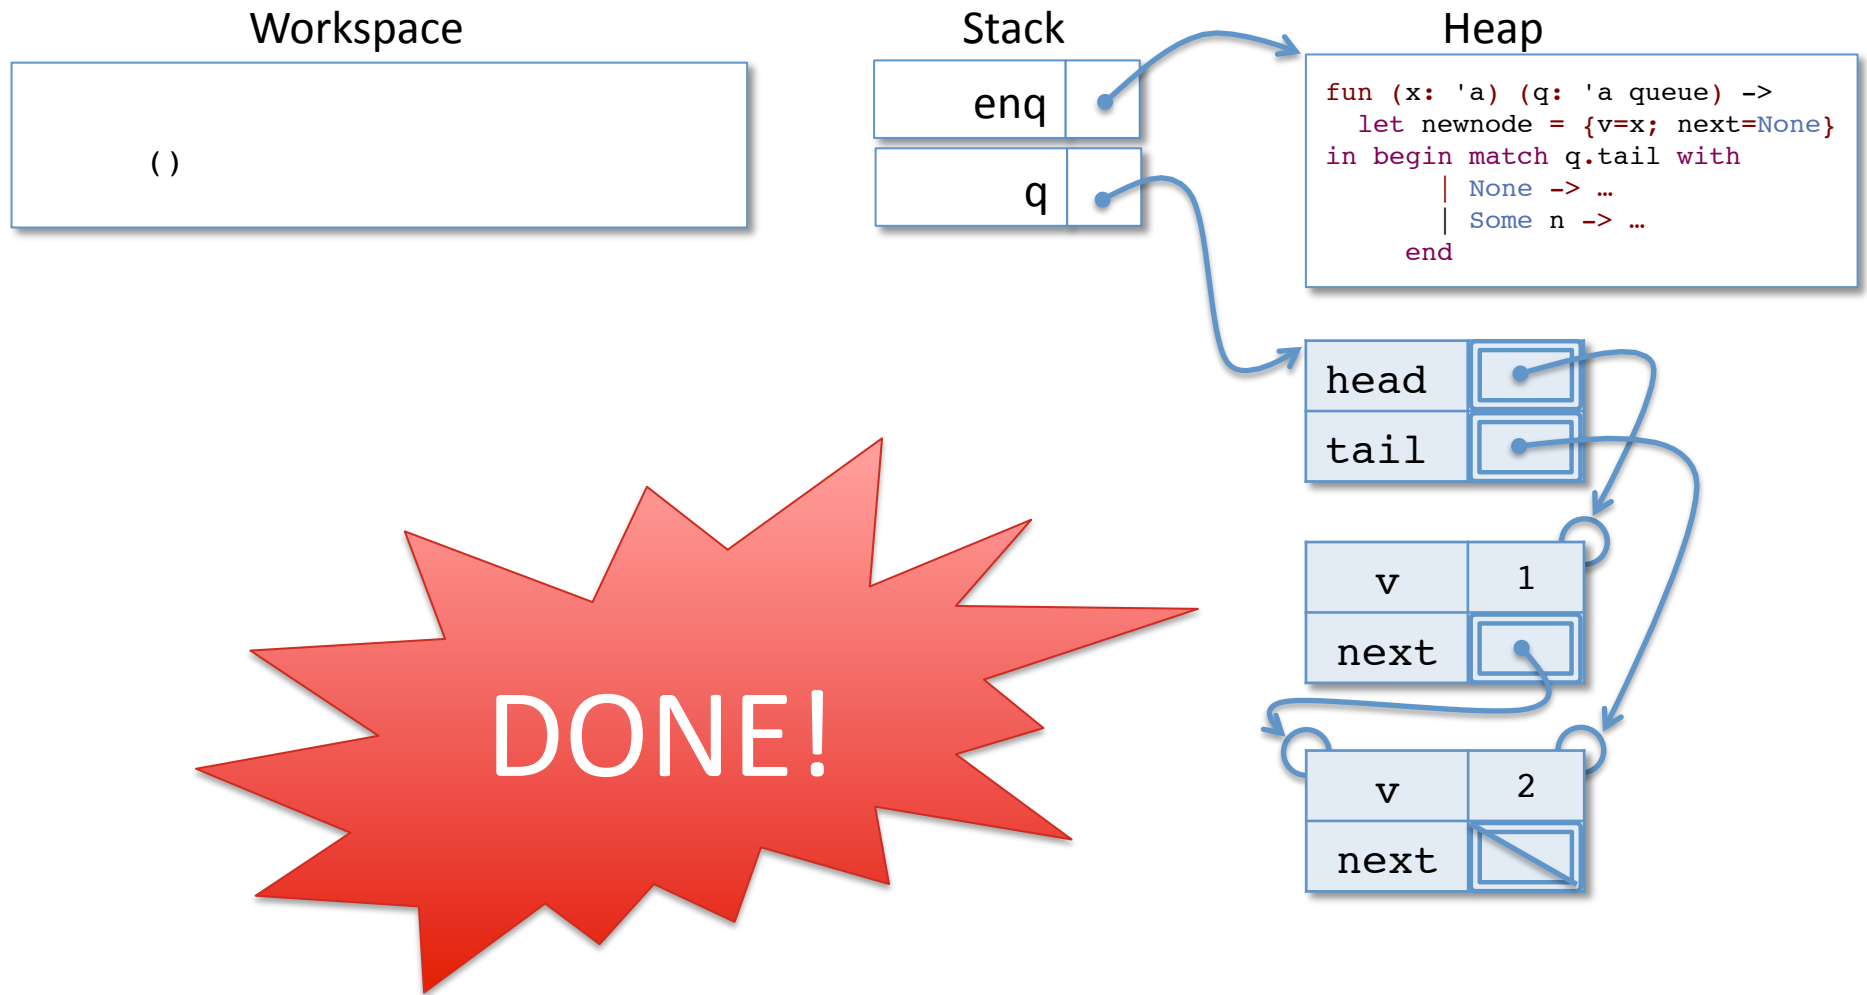 Workspace
Stack
Heap
()
enq
q
fun (x: 'a) (q: 'a queue) ->
let newnode = {v=x; next=None}
in begin match q.tail with
| None -> …
| Some n -> …
end
head
tail
v 1
next
v 2
next
DONE!